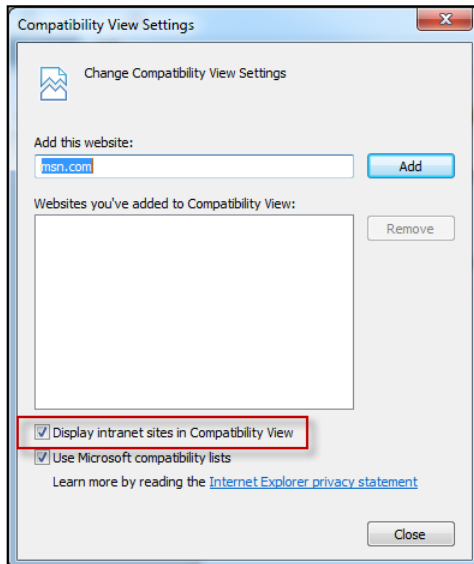 Compatibility View Settings
Change Compatibility View Settings
Add this website:
msn.com
Add
Websites you've added to Compatibility View:
Remove
Display intranet sites in Compatibility View
Use Microsoft compatibility lists
Learn more by reading the Internet Explorer privacy statement
Close